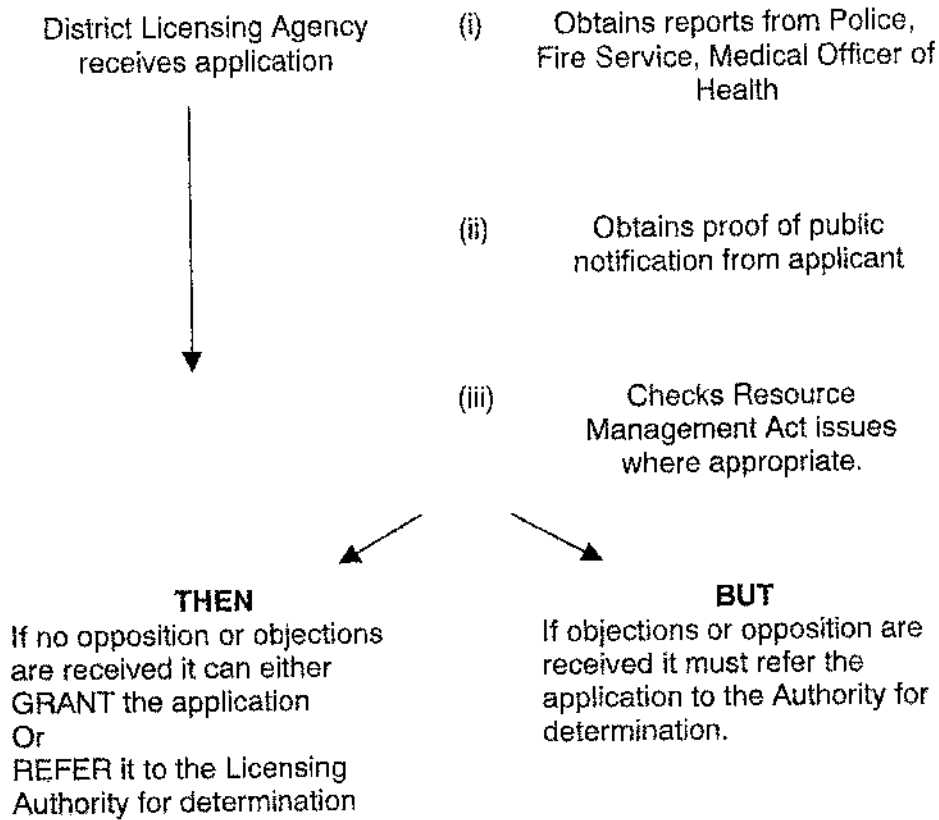 District Licensing Agency
receives application
(i) Obtains reports from Police,
Fire Service, Medical Officer of
Health
(ii) Obtains proof of public
notification from applicant
(iii) Checks Resource
Management Act issues
where appropriate.
THEN
If no opposition or objections
are received it can either
GRANT the application
Or
REFER it to the Licensing
Authority for determination
BUT
If objections or opposition are
received it must refer the
application to the Authority for
determination.